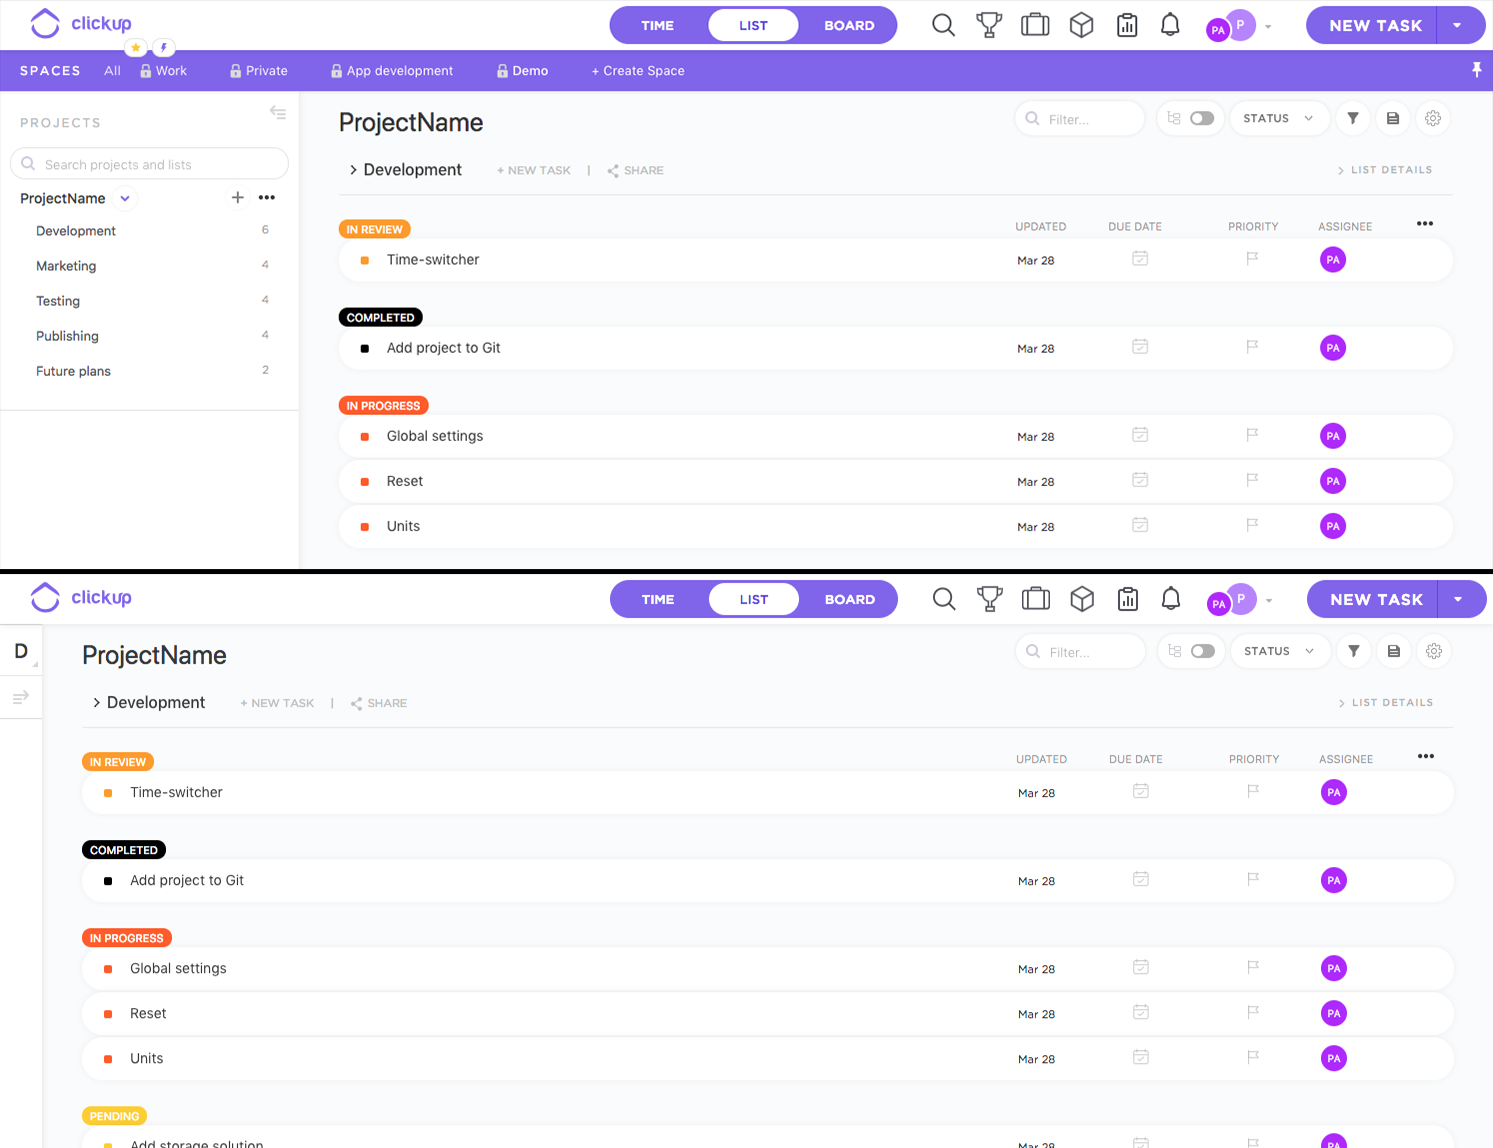 clickup
TIME LIST BOARD
PA P
NEW TASK
SPACES All Work Private App development Demo + Create Space
PROJECTS
Search projects and lists
ProjectName
Development 6
Marketing 4
Testing 4
Publishing 4
Future plans 2
ProjectName
Filter...
STATUS
Development + NEW TASK | SHARE
LIST DETAILS
IN REVIEW UPDATED DUE DATE PRIORITY ASSIGNEE
Time-switcher Mar 28 PA
COMPLETED
Add project to Git Mar 28 PA
IN PROGRESS
Global settings Mar 28 PA
Reset Mar 28 PA
Units Mar 28 PA
clickup
TIME LIST BOARD
PA P
NEW TASK
D
ProjectName
Filter...
STATUS
Development + NEW TASK | SHARE
LIST DETAILS
IN REVIEW UPDATED DUE DATE PRIORITY ASSIGNEE
Time-switcher Mar 28 PA
COMPLETED
Add project to Git Mar 28 PA
IN PROGRESS
Global settings Mar 28 PA
Reset Mar 28 PA
Units Mar 28 PA
PENDING
Add storage solution Mar 28 PA